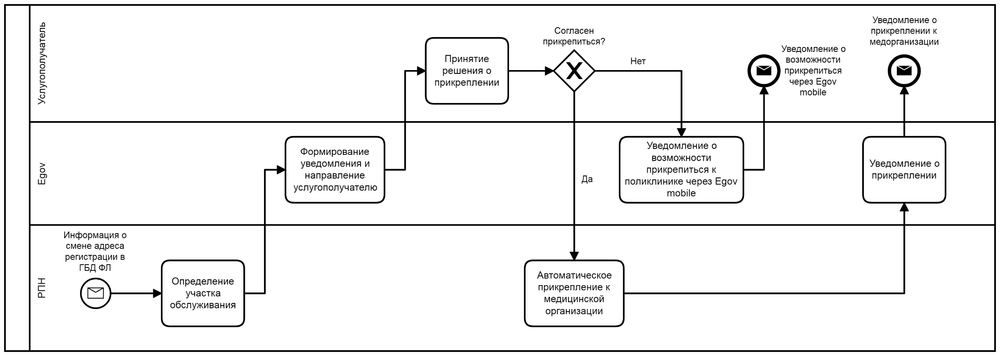 Услугополучатель
Принятие
решения о
прикреплении
Согласен
прикрепиться?
Нет
Уведомление о
возможности
прикрепиться
через Egov
mobile
Уведомление о
прикреплении к
медорганизации
Egov
Формирование
уведомления и
направление
услугополучателю
Да
Уведомление о
возможности
прикрепиться к
поликлинике через Egov
mobile
Уведомление о
прикреплении
РПН
Информация о
смене адреса
регистрации в
ГБД ФЛ
Определение
участка
обслуживания
Автоматическое
прикрепление к
медицинской
организации